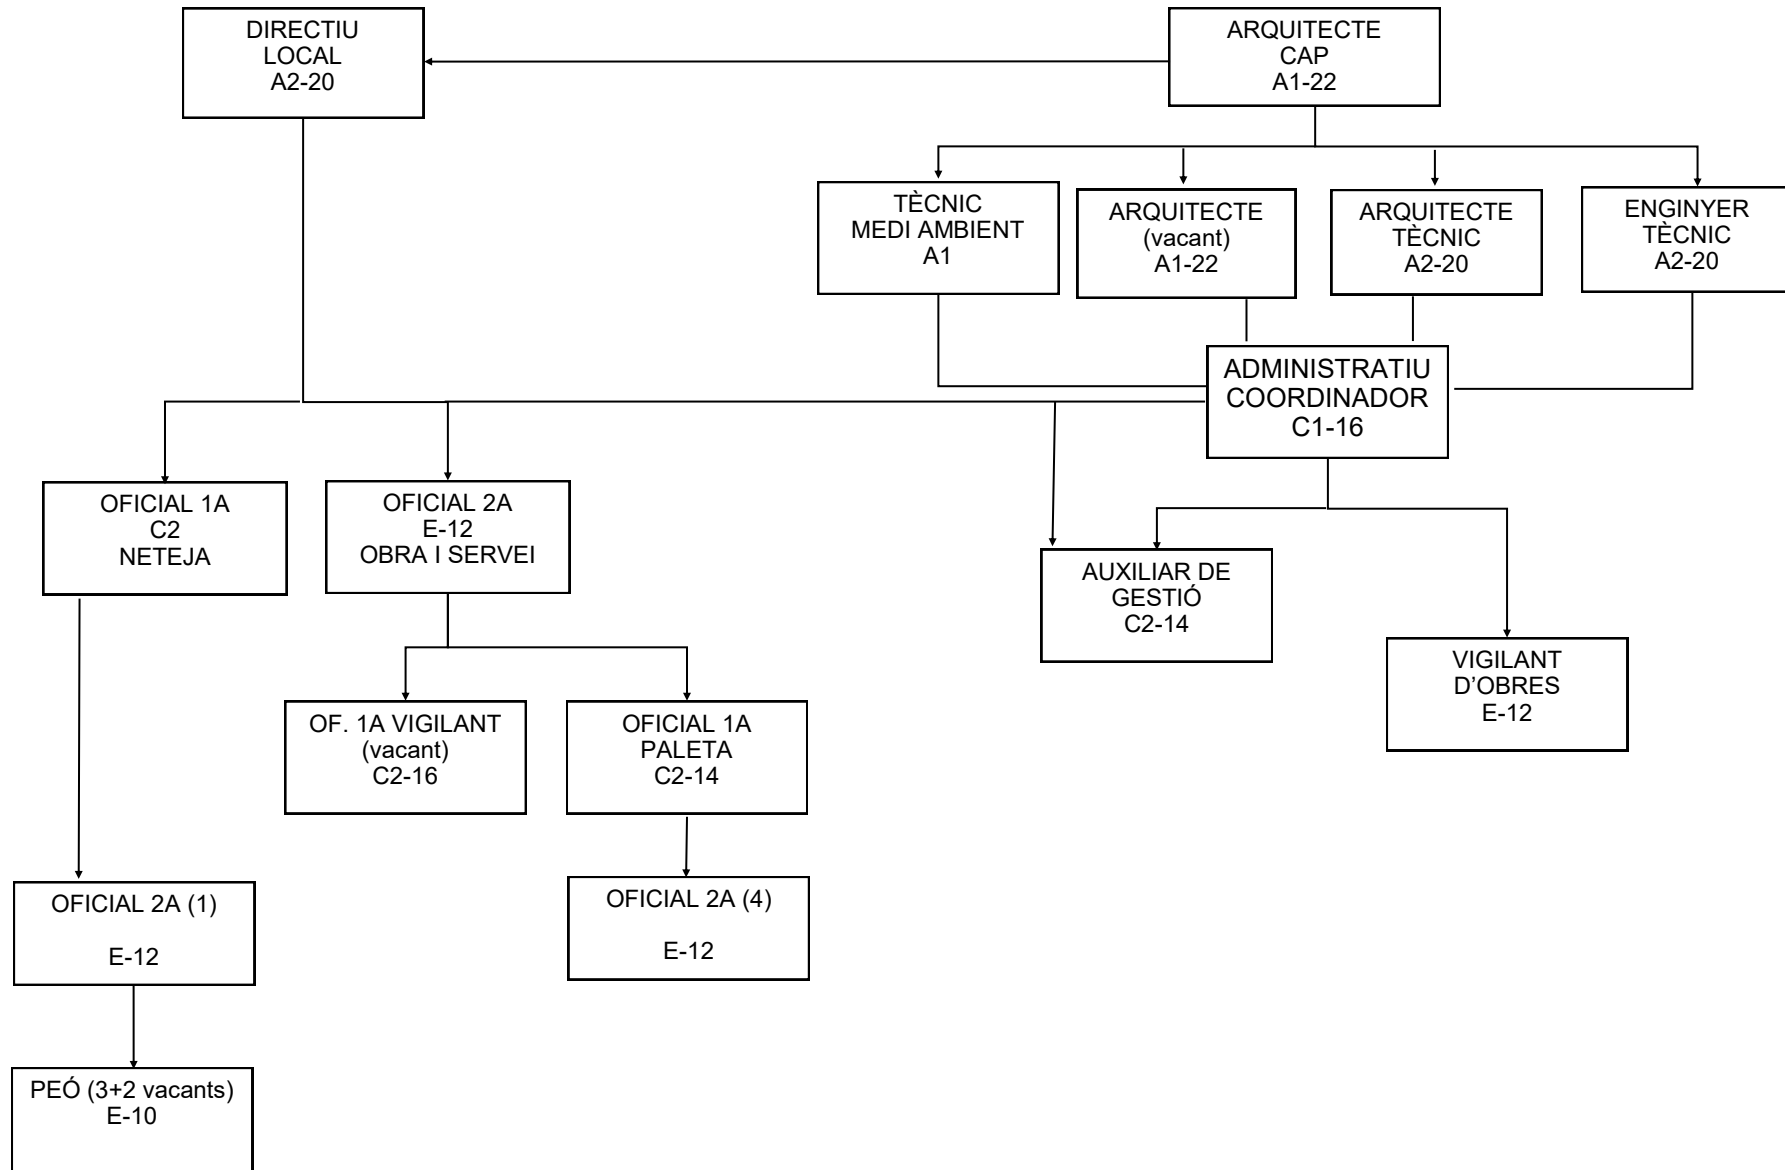 DIRECTIU
LOCAL
A2-20
ARQUITECTE
CAP
A1-22
TÈCNIC
MEDI AMBIENT
A1
ARQUITECTE
(vacant)
A1-22
ARQUITECTE
TÈCNIC
A2-20
ENGINYER
TÈCNIC
A2-20
ADMINISTRATIU
COORDINADOR
C1-16
OFICIAL 1A
C2
NETEJA
OFICIAL 2A
E-12
OBRA I SERVEI
AUXILIAR DE
GESTIÓ
C2-14
VIGILANT
D’OBRES
E-12
OF. 1A VIGILANT
(vacant)
C2-16
OFICIAL 1A
PALETA
C2-14
OFICIAL 2A (1)
E-12
OFICIAL 2A (4)
E-12
PEÓ (3+2 vacants)
E-10